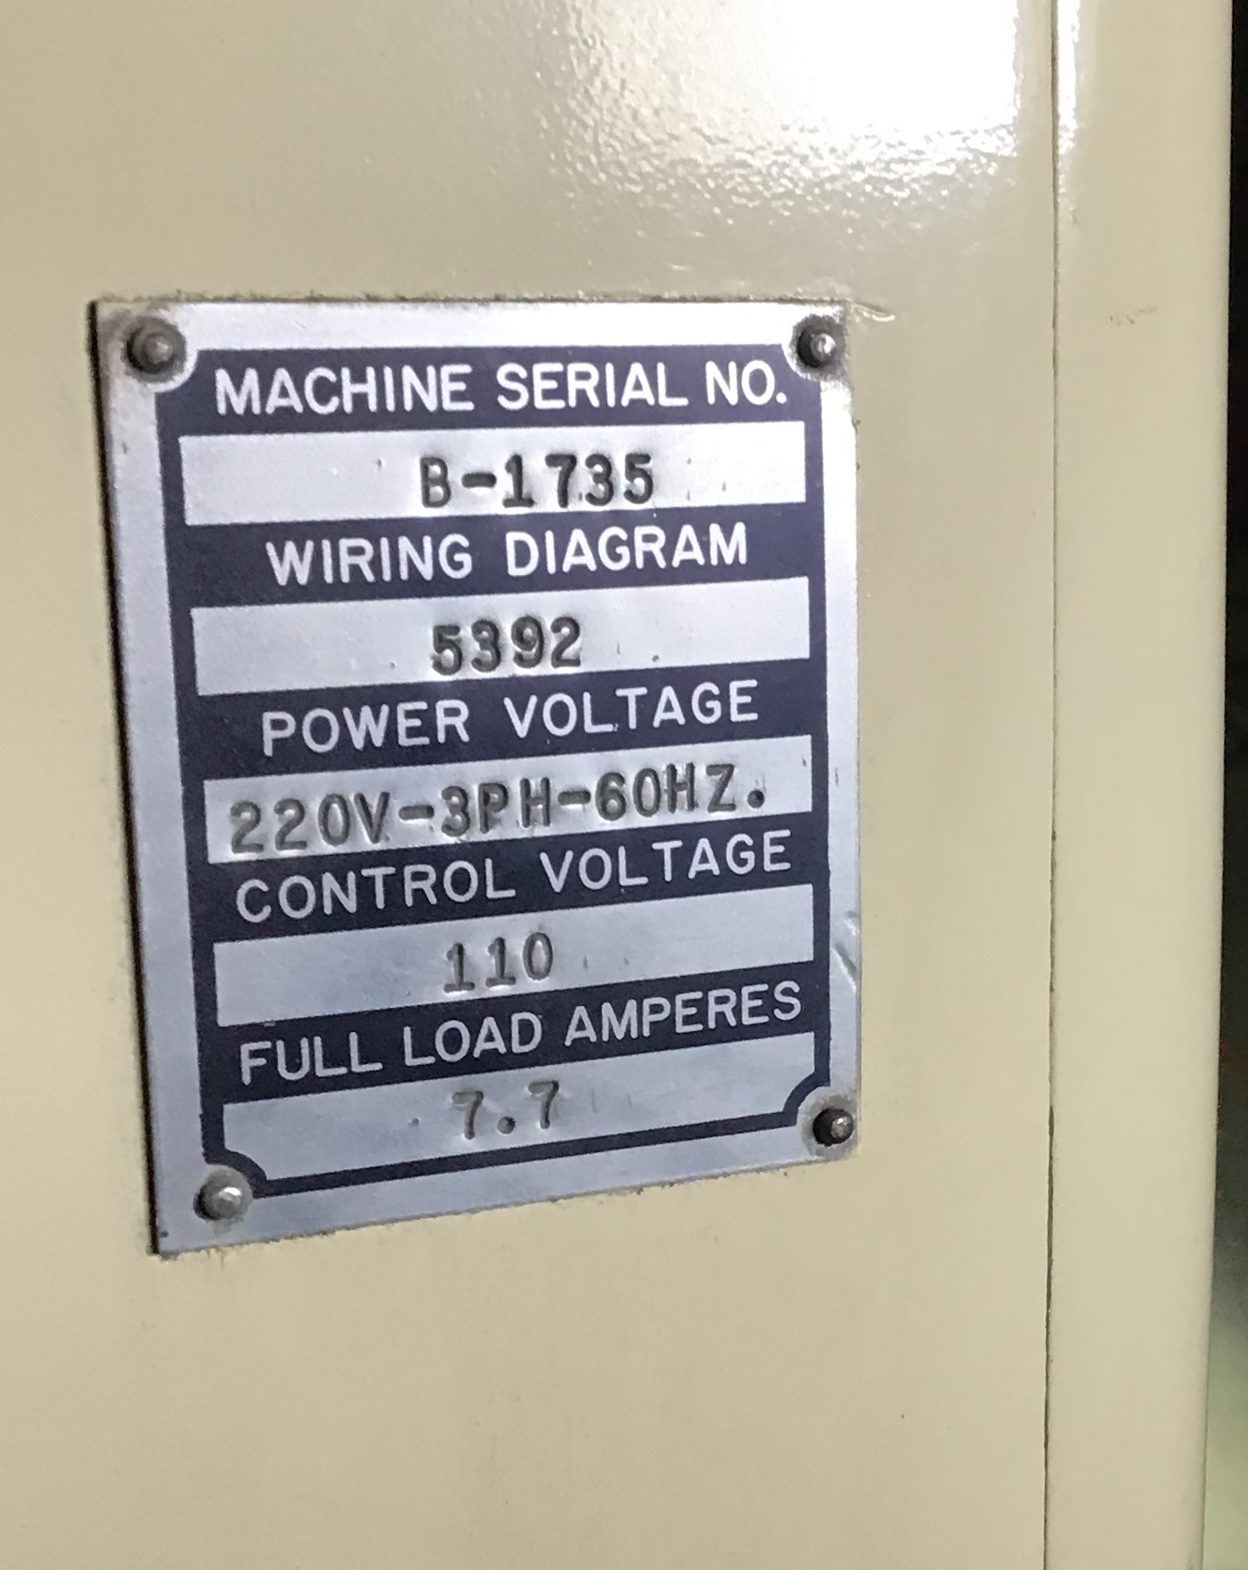 MACHINE SERIAL NO.
B-1735
WIRING DIAGRAM
5392
POWER VOLTAGE
220V-3PH-60HZ.
CONTROL VOLTAGE
110
FULL LOAD AMPERES
7.7